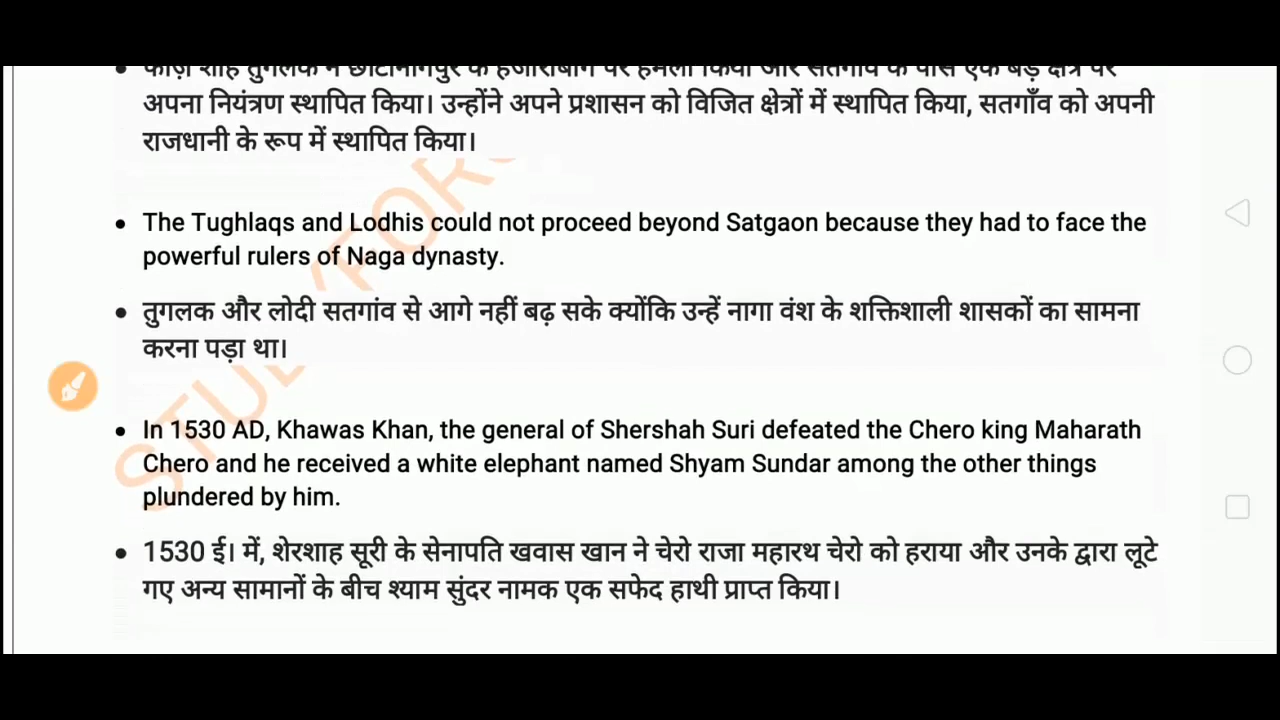 पर
अपना नियंत्रण स्थापित किया। उन्होंने अपने प्रशासन को विजित क्षेत्रों में स्थापित किया, सतगाँव को अपनी
राजधानी के रूप में स्थापित किया।
• The Tughlaqs and Lodhis could not proceed beyond Satgaon because they had to face the
powerful rulers of Naga dynasty.
• तुगलक और लोदी सतगांव से आगे नहीं बढ़ सके क्योंकि उन्हें नागा वंश के शक्तिशाली शासकों का सामना
करना पड़ा था।
• In 1530 AD, Khawas Khan, the general of Shershah Suri defeated the Chero king Maharath
Chero and he received a white elephant named Shyam Sundar among the other things
plundered by him.
• 1530 ई। में, शेरशाह सूरी के सेनापति खवास खान ने चेरो राजा महारथ चेरो को हराया और उनके द्वारा लूटे
गए अन्य सामानों के बीच श्याम सुंदर नामक एक सफेद हाथी प्राप्त किया।